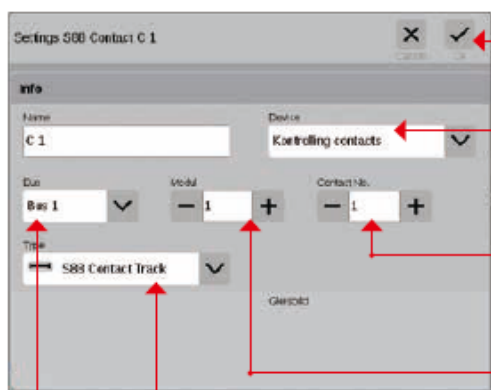 Settings S88 Contact C 1
Cancel
OK
Info
Name
Device
C 1
Kontrolling contacts
Bus
Modul
Contact No.
Bus 1
1
1
Type
S88 Contact Track
Gleisbild